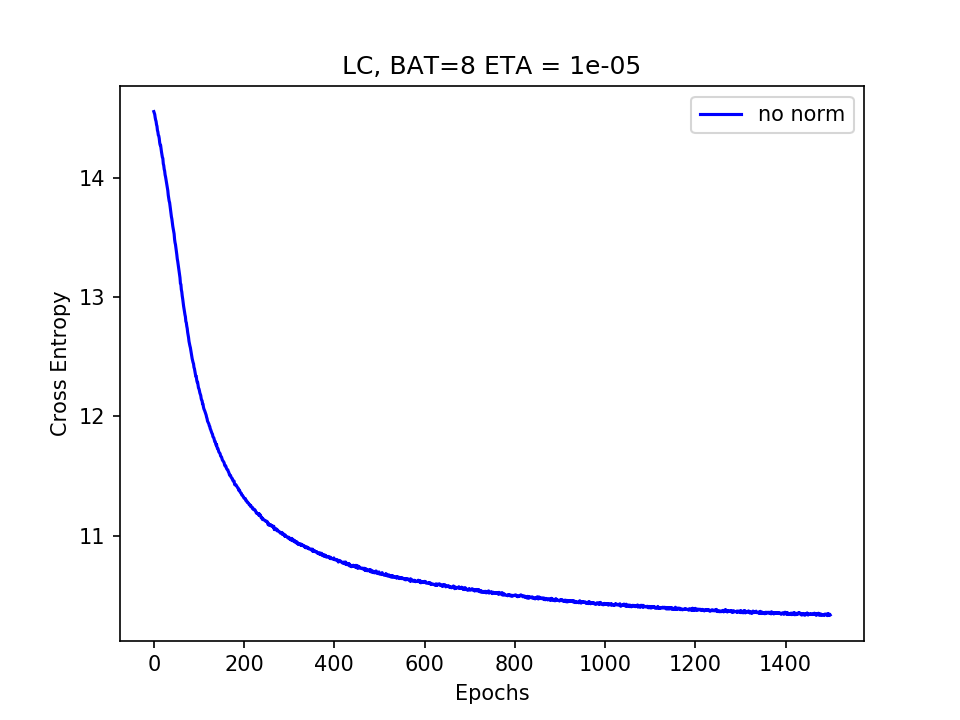 LC, BAT=8 ETA = 1e-05
no norm
14
13
12
11
Cross Entropy
0 200 400 600 800 1000 1200 1400
Epochs